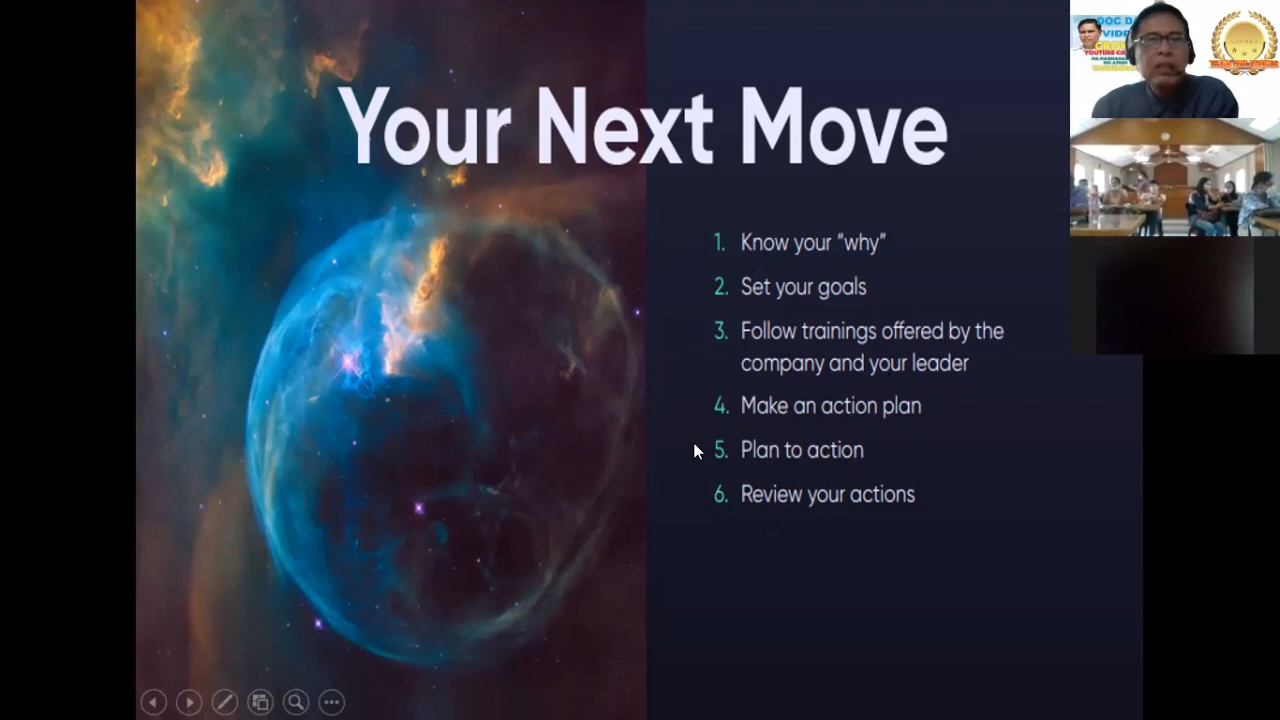 Your Next Move
1. Know your “why”
2. Set your goals
3. Follow trainings offered by the
company and your leader
4. Make an action plan
5. Plan to action
6. Review your actions
DOC